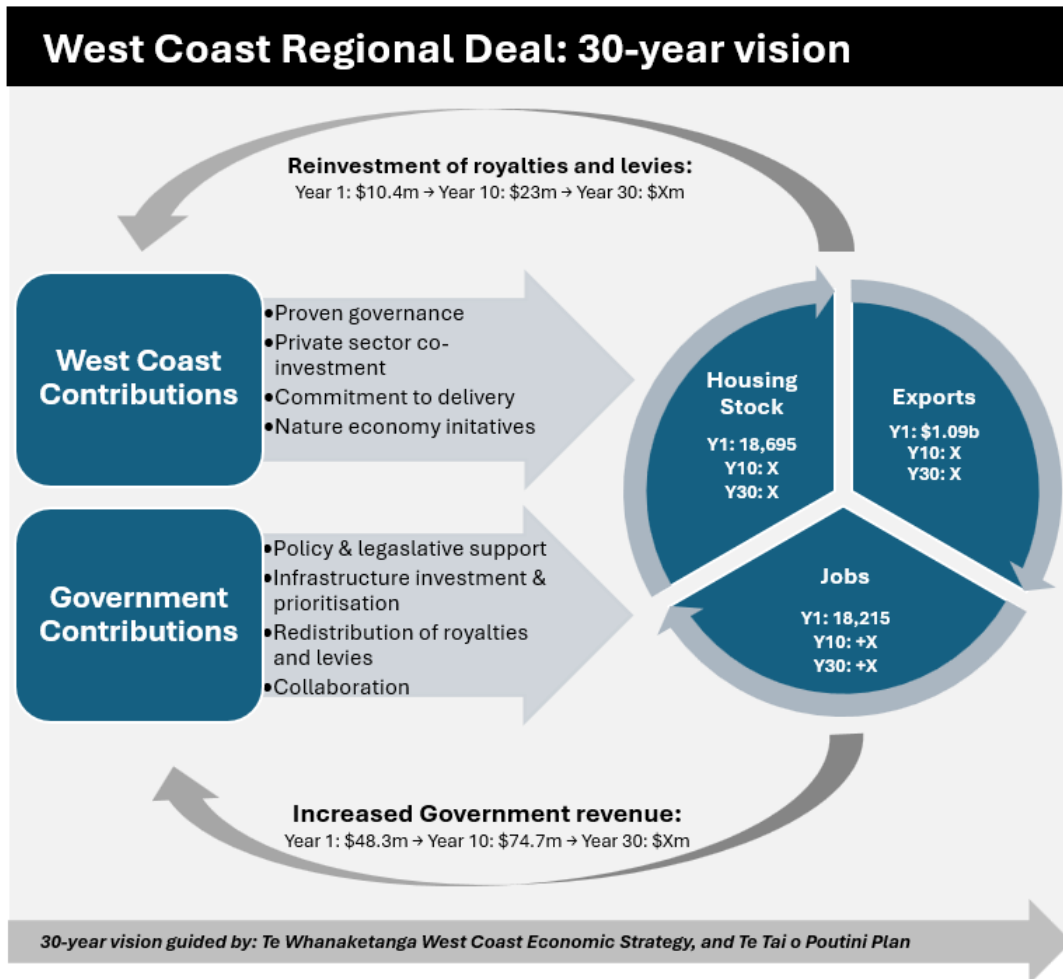 West Coast Regional Deal: 30-year vision
Reinvestment of royalties and levies:
Year 1: $10.4m → Year 10: $23m → Year 30: $Xm
West Coast
Contributions
•Proven governance
•Private sector co-
investment
•Commitment to delivery
•Nature economy initatives
Government
Contributions
•Policy & legaslative support
•Infrastructure investment &
prioritisation
•Redistribution of royalties
and levies
•Collaboration
Housing
Stock
Y1: 18,695
Y10: X
Y30: X
Exports
Y1: $1.09b
Y10: X
Y30: X
Jobs
Y1: 18,215
Y10: +X
Y30: +X
Increased Government revenue:
Year 1: $48.3m → Year 10: $74.7m → Year 30: $Xm
30-year vision guided by: Te Whanaketanga West Coast Economic Strategy, and Te Tai o Poutini Plan